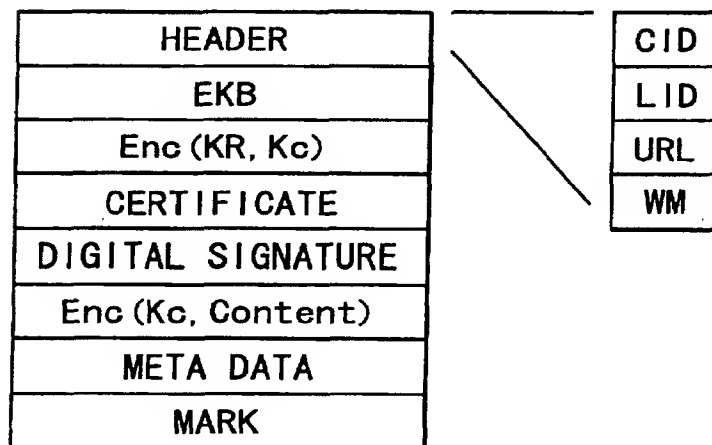 HEADER
EKB
Enc(KR, Kc)
CERTIFICATE
DIGITAL SIGNATURE
Enc(Kc, Content)
META DATA
MARK
CID
LID
URL
WM